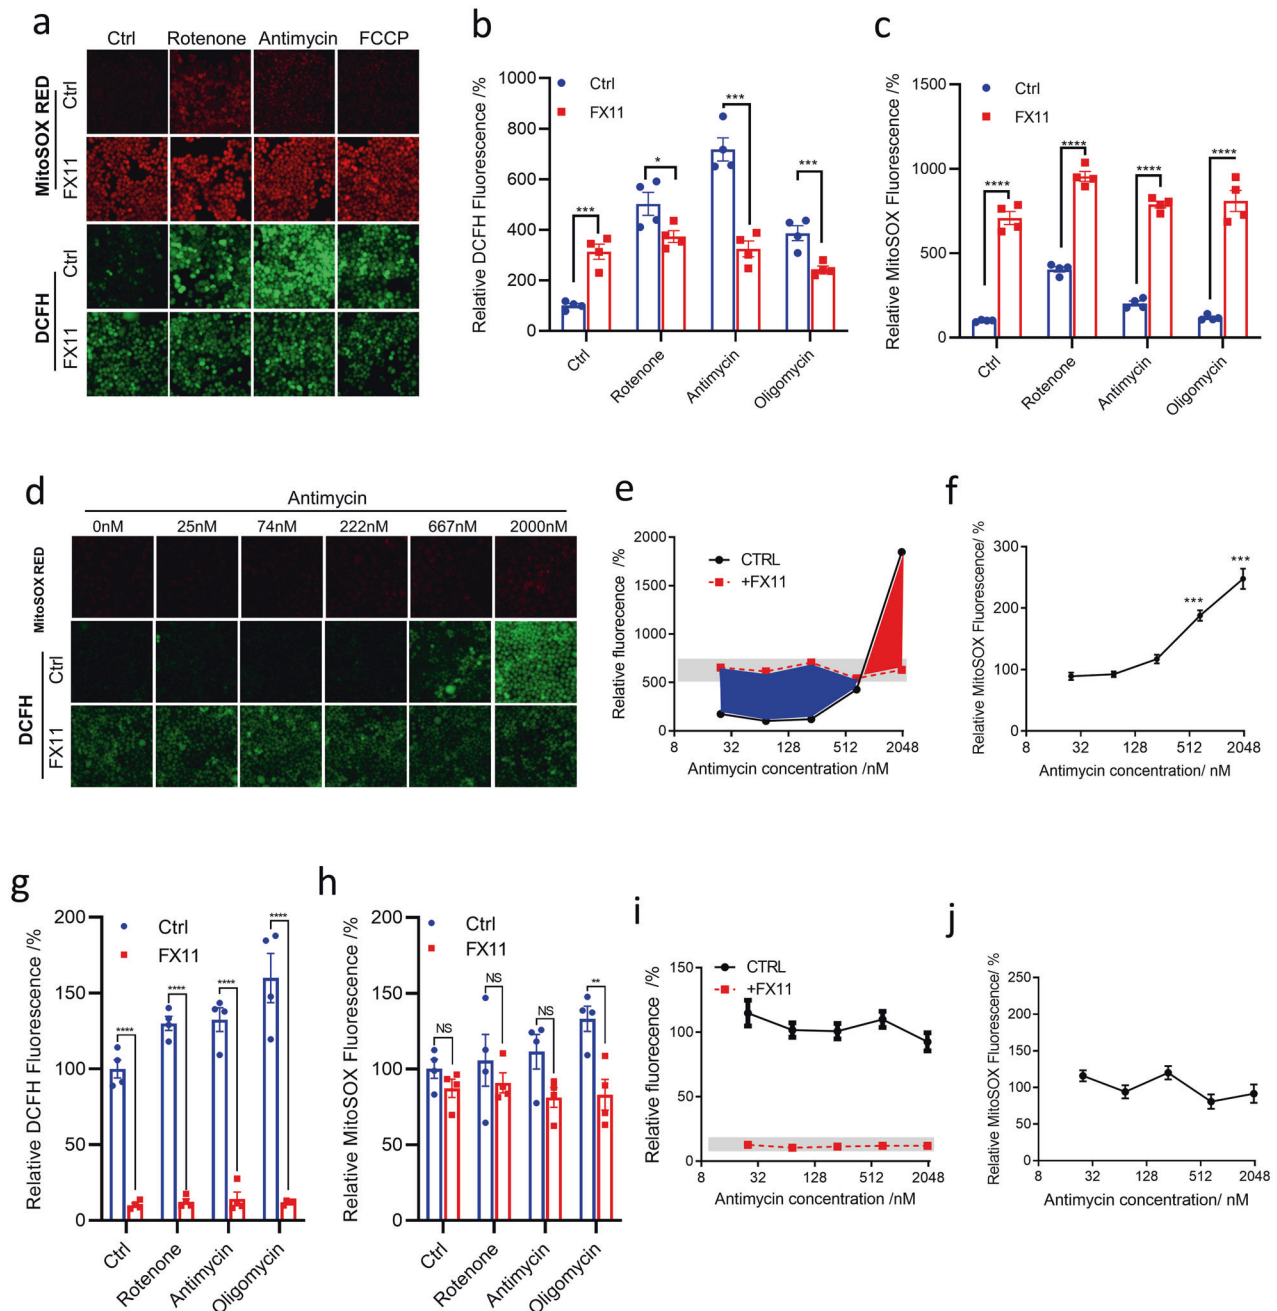 a
Ctrl Rotenone Antimycin FCCP
MitoSOX RED
Ctrl
FX11
DCFH
Ctrl
FX11
b
Relative DCFH Fluorescence /%
1000
800
600
400
200
0
Ctrl
FX11
***
*
***
***
Ctrl
Rotenone
Antimycin
Oligomycin
c
Relative MitoSOX Fluorescence /%
1500
1000
500
0
Ctrl
FX11
****
****
****
****
Ctrl
Rotenone
Antimycin
Oligomycin
d
Antimycin
0nM 25nM 74nM 222nM 667nM 2000nM
MitoSOX RED
DCFH
Ctrl
FX11
e
Relative fluorecence /%
2000
1500
1000
500
0
CTRL
+FX11
8 32 128 512 2048
Antimycin concentration /nM
f
Relative MitoSOX Fluorescence/ %
300
200
100
0
***
***
8 32 128 512 2048
Antimycin concentration/ nM
g
Relative DCFH Fluorescence /%
200
150
100
50
0
Ctrl
FX11
****
****
****
****
Ctrl
Rotenone
Antimycin
Oligomycin
h
Relative MitoSOX Fluorescence /%
200
150
100
50
0
Ctrl
FX11
NS
NS
NS
**
Ctrl
Rotenone
Antimycin
Oligomycin
i
Relative fluorecence /%
150
100
50
0
CTRL
+FX11
8 32 128 512 2048
Antimycin concentration/ nM
j
Relative MitoSOX Fluorescence/ %
250
200
150
100
50
0
8 32 128 512 2048
Antimycin concentration/ nM